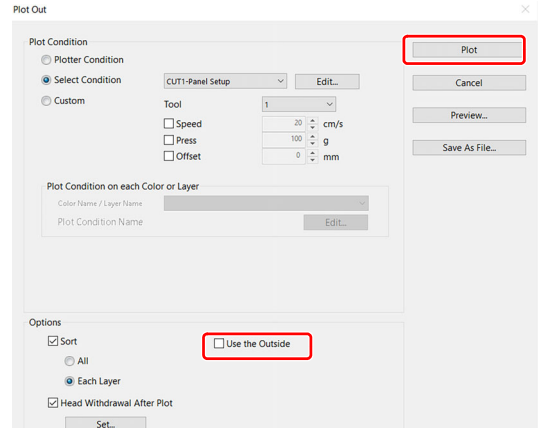 Plot Out
Plot Condition
Plotter Condition
Select Condition CUT1-Panel Setup Edit...
Custom Tool 1
Speed 20 cm/s
Press 100 g
Offset 0 mm
Plot Condition on each Color or Layer
Color Name / Layer Name
Plot Condition Name Edit...
Plot
Cancel
Preview...
Save As File...
Options
Sort Use the Outside
All
Each Layer
Head Withdrawal After Plot
Set...